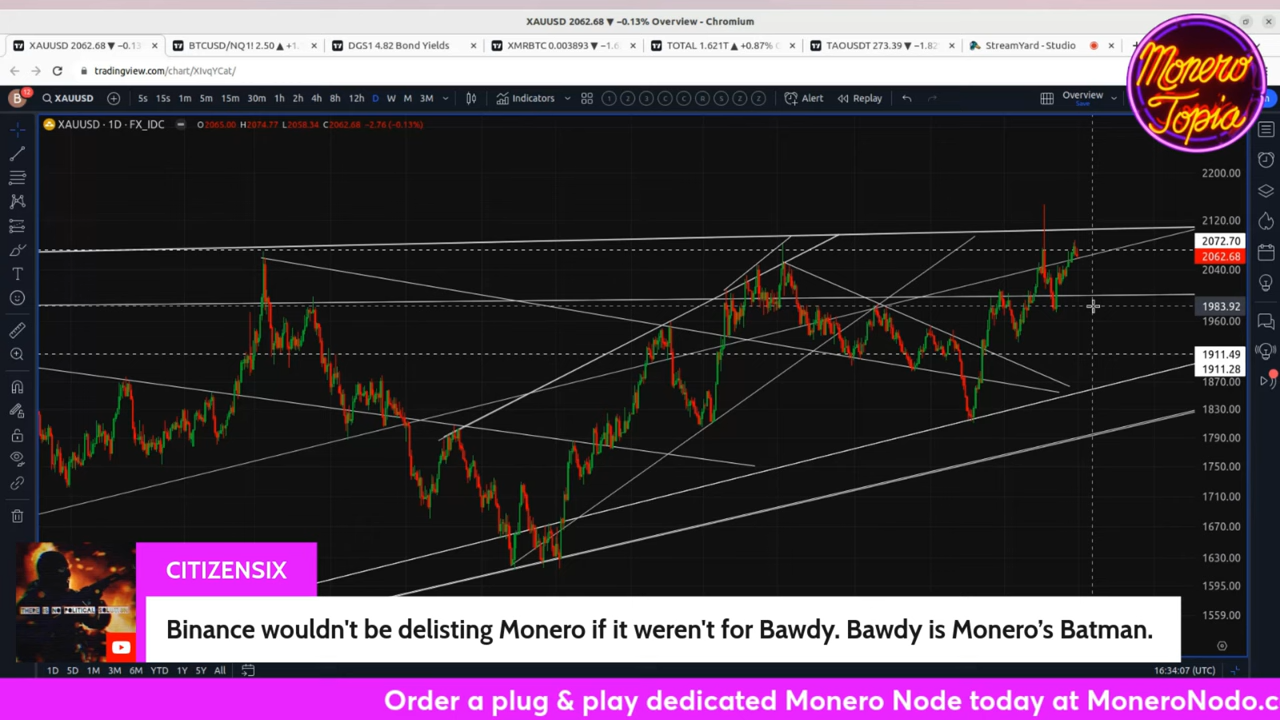 XAUUSD 2062.68 ▼ −0.13% Overview - Chromium
XAUUSD 2062.68 ▼ −0.1
BTCUSD/NQ1! 2.50 ▲ +1.
DGS1 4.82 Bond Yields
XMRBTC 0.003893 ▼ −1.
TOTAL 1.621T ▲ +0.87%
TAOUSDT 273.39 ▼ −1.8
StreamYard - Studio
tradingview.com/chart/XIvqYCat/
Monero
Topia
B
XAUUSD
5s 15s 1m 5m 15m 30m 1h 2h 4h 8h 12h D W M 3M
Indicators
Alert
Replay
Overview
Save
XAUUSD · 1D · FX_IDC
O2065.00 H2074.77 L2058.34 C2062.68 −2.76 (−0.13%)
2200.00
2120.00
2072.70
2062.68
2040.00
1983.92
1960.00
1911.49
1911.28
1870.00
1830.00
1790.00
1750.00
1710.00
1670.00
1630.00
1595.00
1559.00
CITIZENSIX
Binance wouldn't be delisting Monero if it weren't for Bawdy. Bawdy is Monero's Batman.
1D 5D 1M 3M 6M YTD 1Y 5Y All
16:34:07 (UTC)
Order a plug & play dedicated Monero Node today at MoneroNodo.c